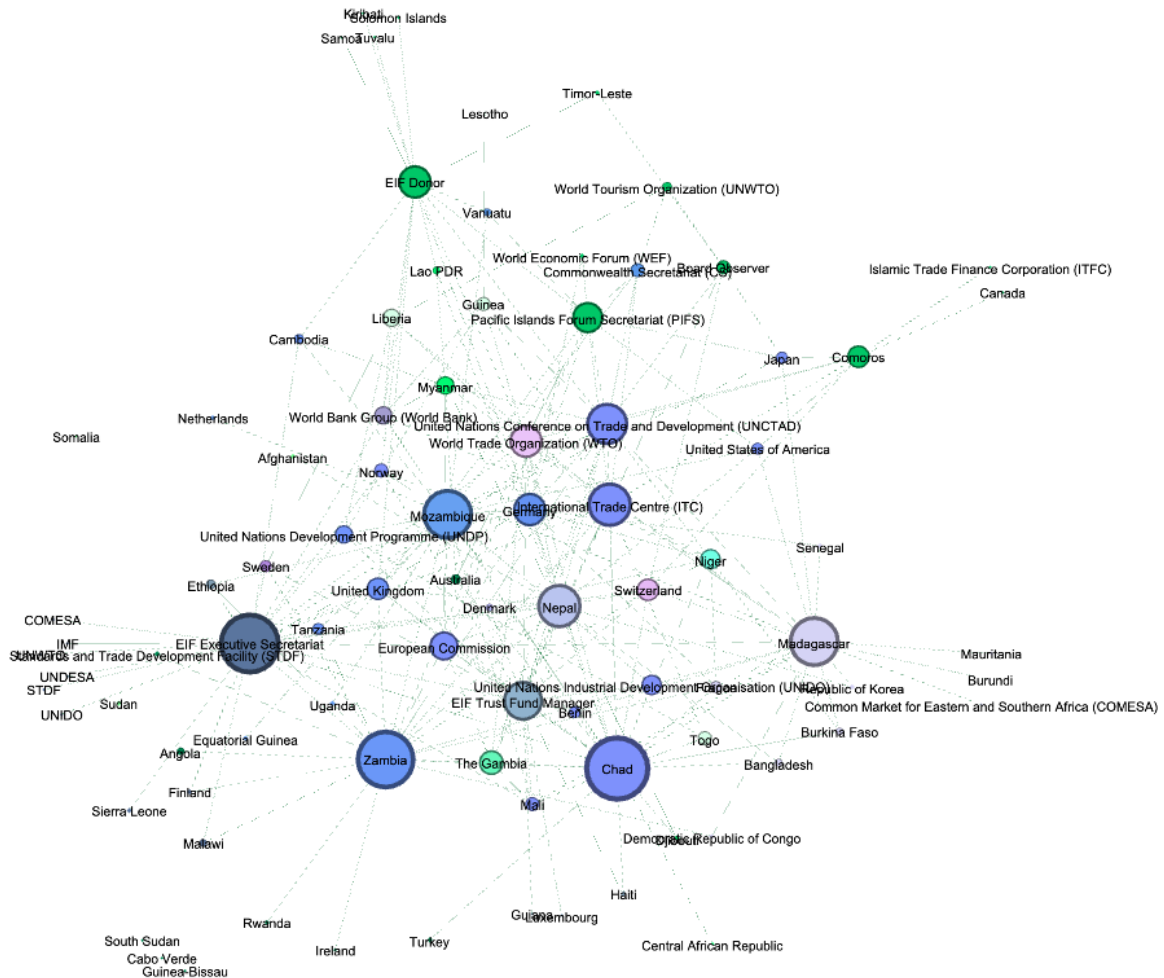 Kiribati
Solomon Islands
Samoa
Tuvalu
Timor-Leste
Lesotho
EIF Donor
World Tourism Organization (UNWTO)
Vanuatu
World Economic Forum (WEF)
Lao PDR
Commonwealth Secretariat (CS)
Board Observer
Islamic Trade Finance Corporation (ITFC)
Canada
Guinea
Liberia
Pacific Islands Forum Secretariat (PIFS)
Cambodia
Japan
Comoros
Myanmar
Netherlands
World Bank Group (World Bank)
United Nations Conference on Trade and Development (UNCTAD)
Somalia
World Trade Organization (WTO)
United States of America
Afghanistan
Norway
International Trade Centre (ITC)
Mozambique
Germany
United Nations Development Programme (UNDP)
Senegal
Niger
Sweden
Ethiopia
Australia
United Kingdom
Switzerland
Denmark
Nepal
COMESA
Tanzania
IMF
EIF Executive Secretariat
Madagascar
European Commission
UNWTO
Standards and Trade Development Facility (STDF)
Mauritania
UNDESA
Burundi
STDF
United Nations Industrial Development Organisation (UNIDO)
Republic of Korea
Sudan
Uganda
EIF Trust Fund Manager
Common Market for Eastern and Southern Africa (COMESA)
UNIDO
Benin
Burkina Faso
Equatorial Guinea
Togo
Angola
Zambia
The Gambia
Chad
Bangladesh
Finland
Mali
Sierra Leone
Malawi
Democratic Republic of Congo
Djibouti
Haiti
Guiana
Luxembourg
Rwanda
Ireland
Turkey
Central African Republic
South Sudan
Cabo Verde
Guinea-Bissau